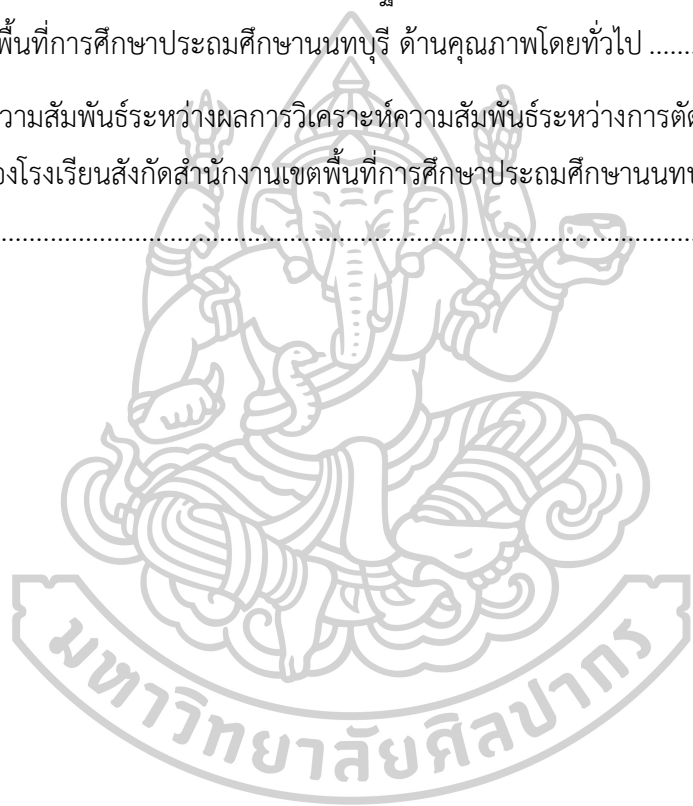 พื้นที่การศึกษาประถมศึกษานนทบุรี ด้านคุณภาพโดยทั่วไป .......
วามสัมพันธ์ระหว่างผลการวิเคราะห์ความสัมพันธ์ระหว่างการตัด
องโรงเรียนสังกัดสำนักงานเขตพื้นที่การศึกษาประถมศึกษานนท
มหาวิทยาลัยศิลปากร